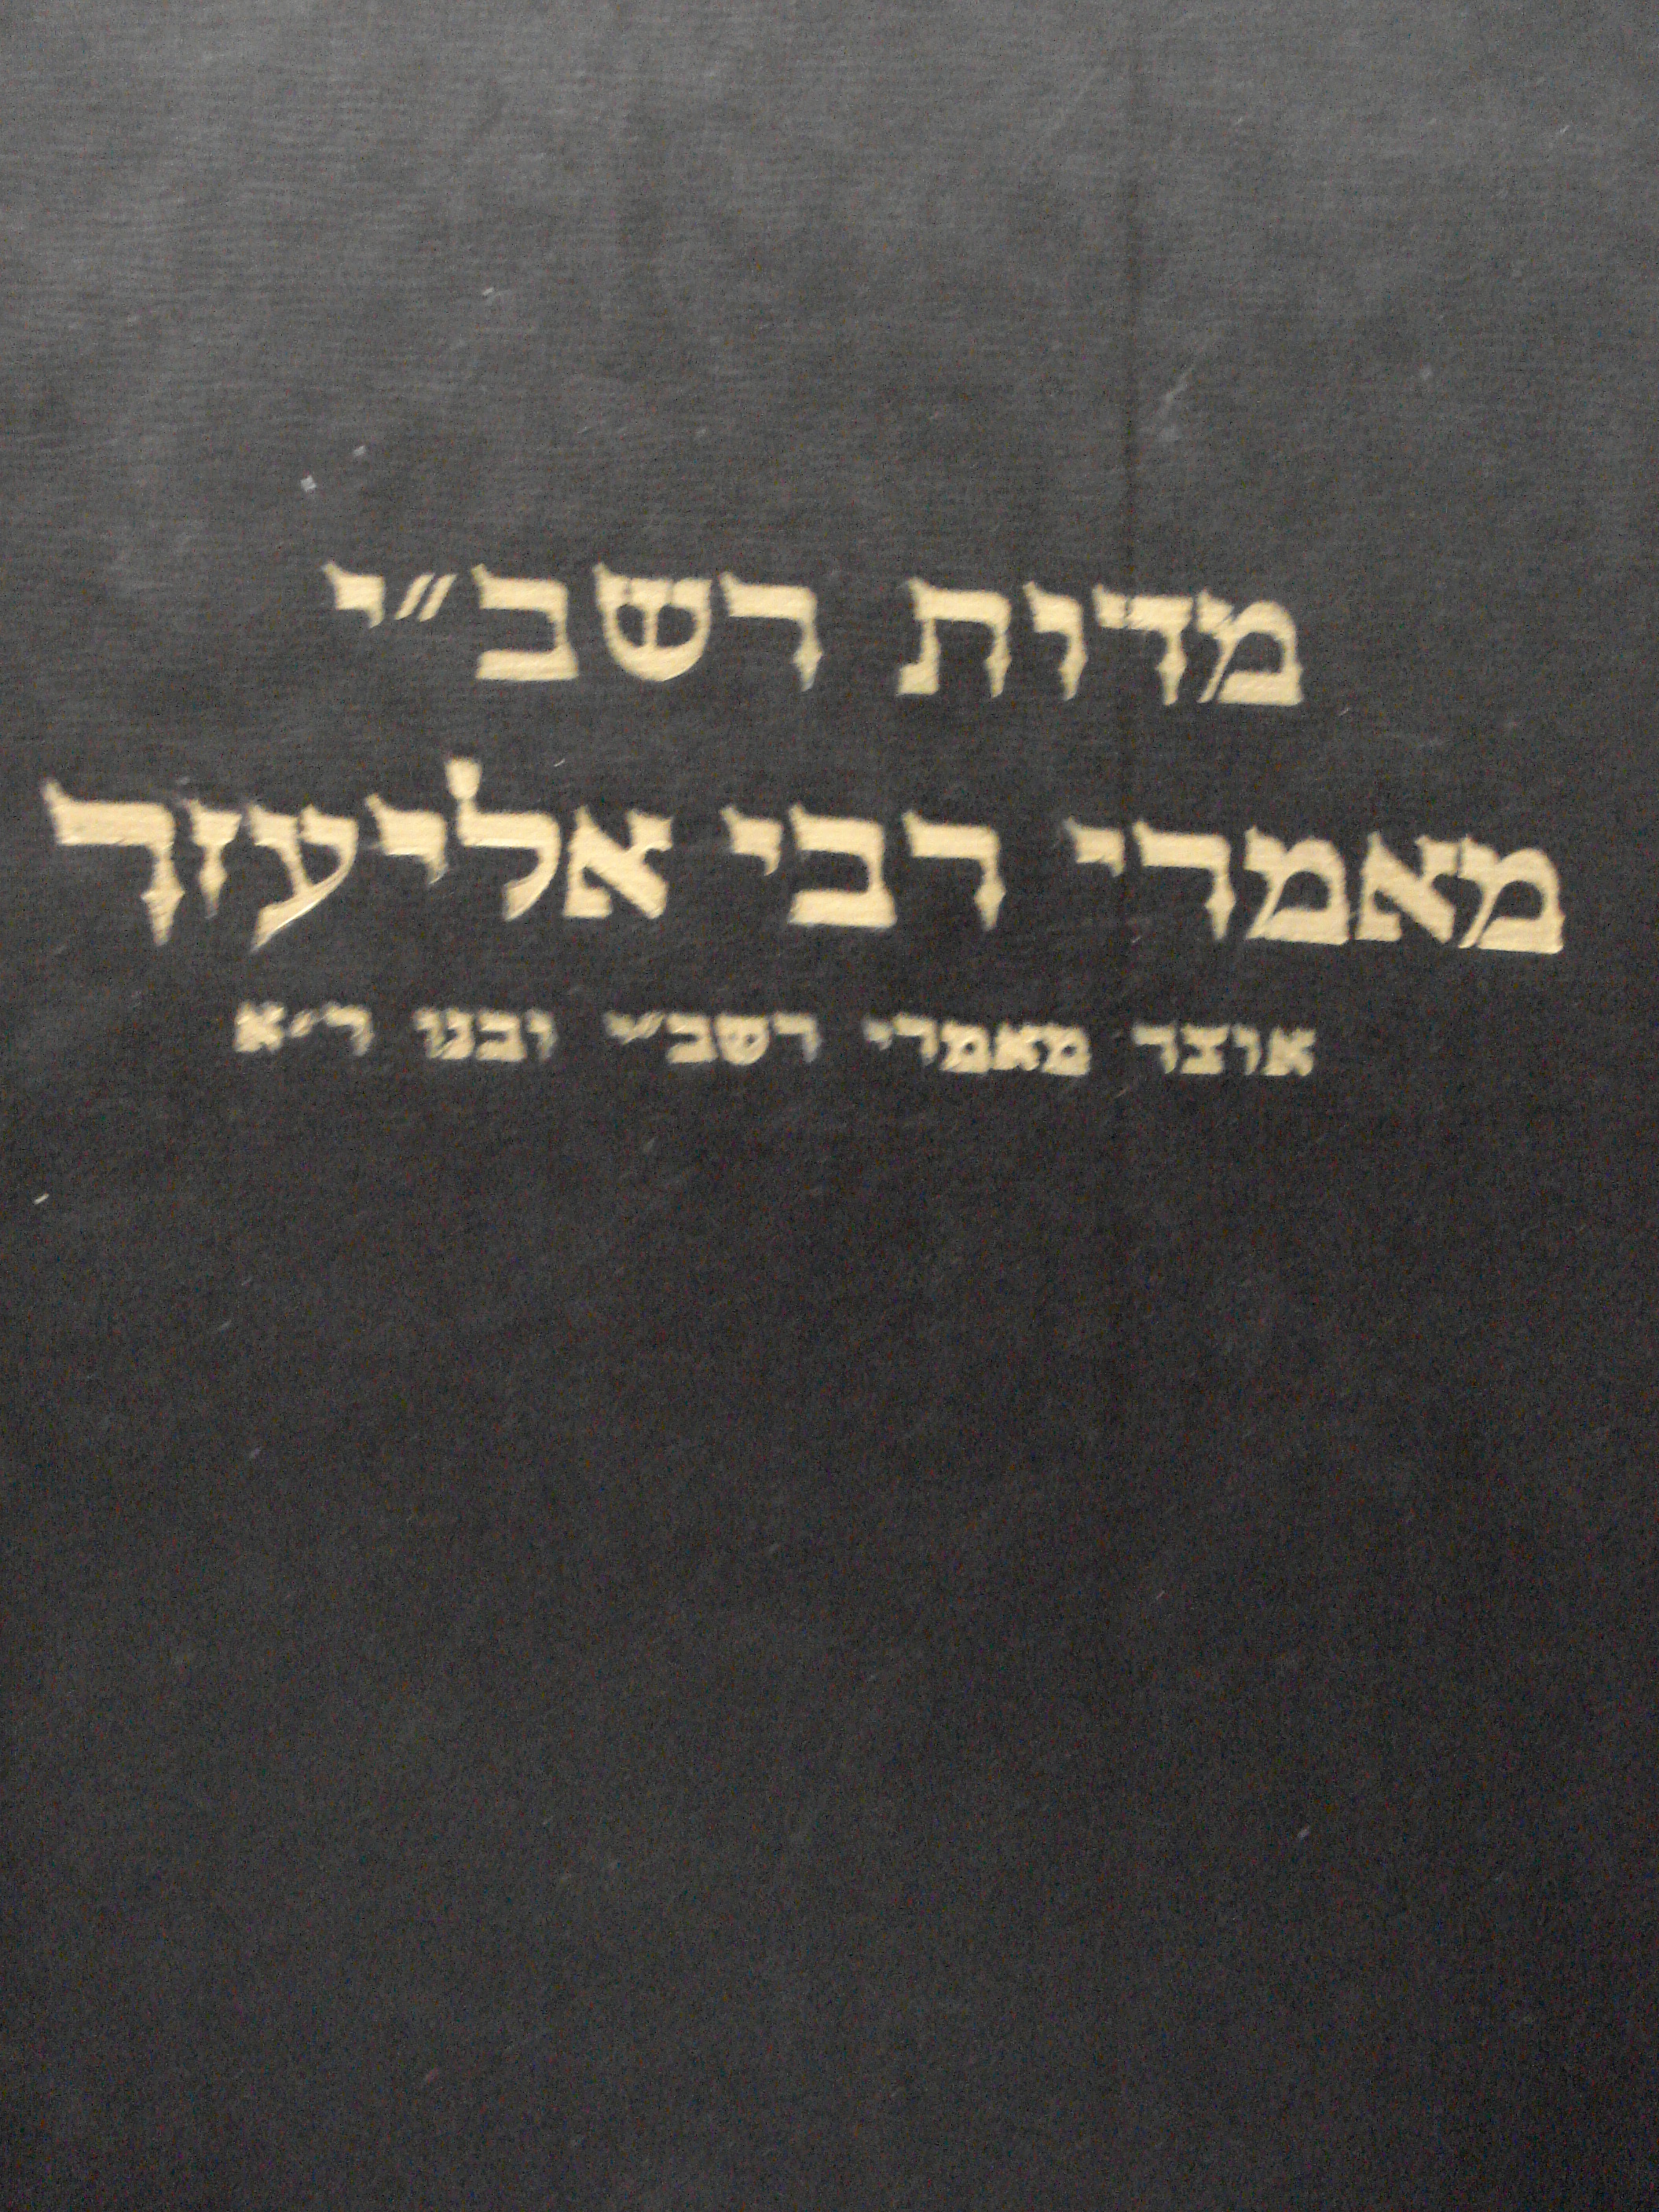 מדות רשב״י
מאמרי רבי אליעזר
אוצר מאמרי רשב״י ובנו ר״א